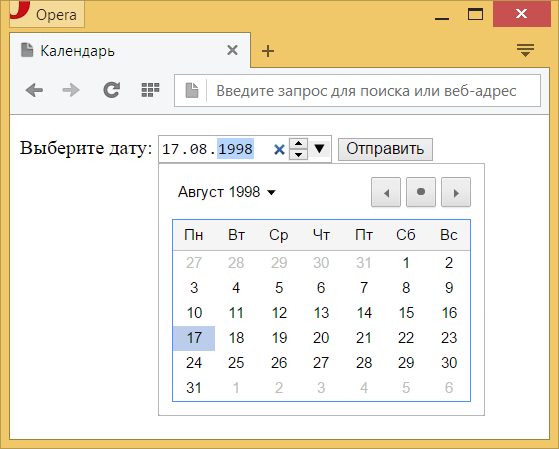 Opera
Календарь
Введите запрос для поиска или веб-адрес
Выберите дату: 17.08.1998 Отправить
Август 1998
Пн Вт Ср Чт Пт Сб Вс
27 28 29 30 31 1 2
3 4 5 6 7 8 9
10 11 12 13 14 15 16
17 18 19 20 21 22 23
24 25 26 27 28 29 30
31 1 2 3 4 5 6